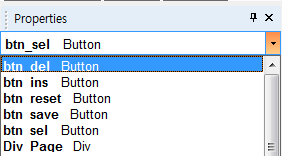 Properties
btn_sel Button
btn_del Button
btn_ins Button
btn_reset Button
btn_save Button
btn_sel Button
Div_Page Div